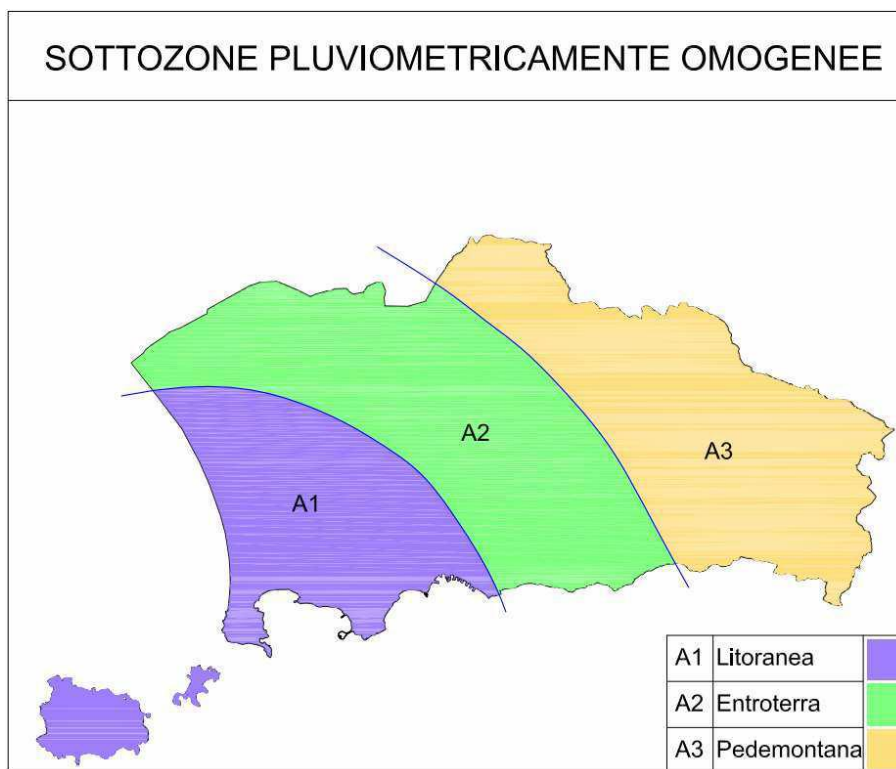 SOTTOZONE PLUVIOMETRICAMENTE OMOGENEE
A2
A3
A1
A1 Litoranea
A2 Entroterra
A3 Pedemontana